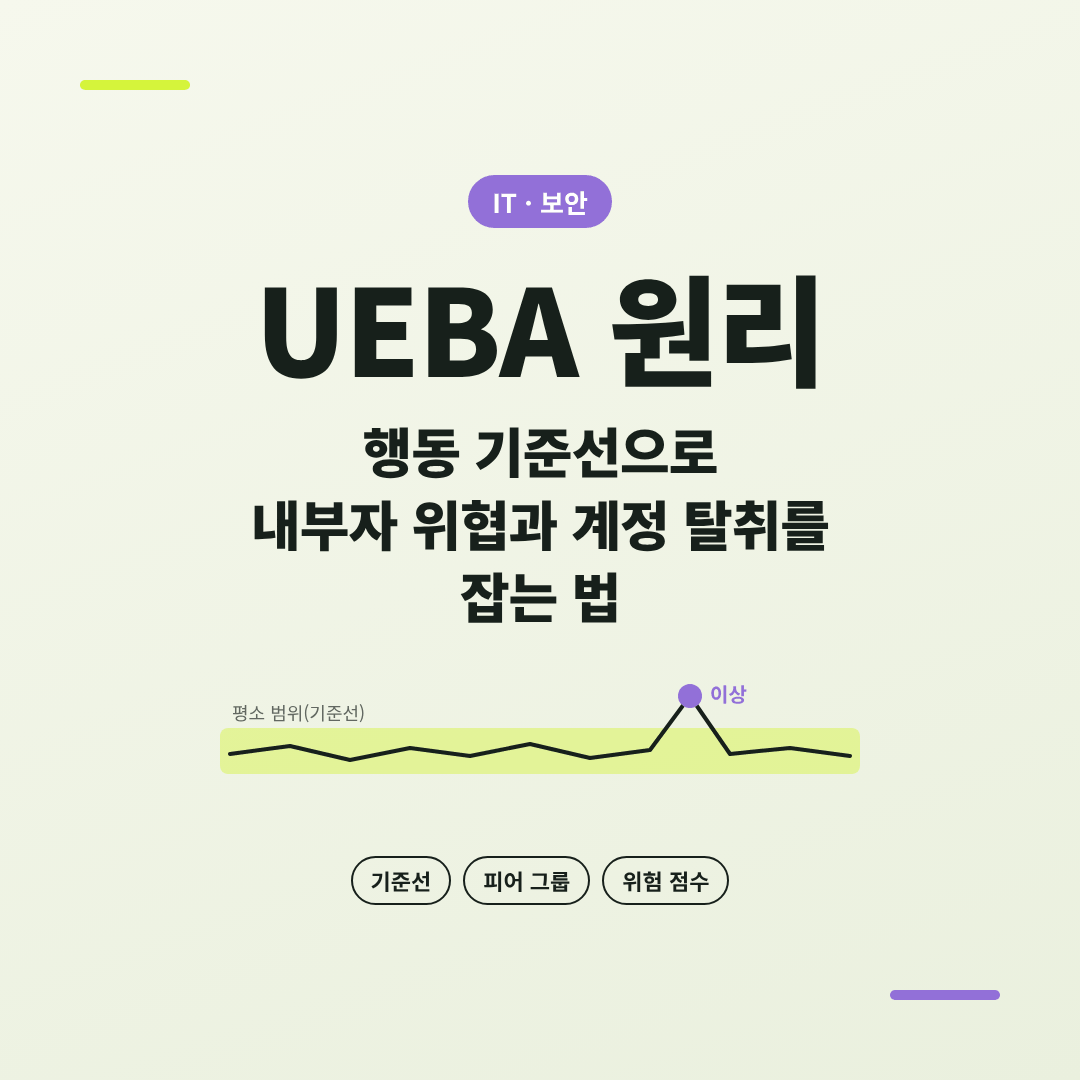 IT · 보안
UEBA 원리
행동 기준선으로
내부자 위협과 계정 탈취를
잡는 법
이상
평소 범위(기준선)
기준선
피어 그룹
위험 점수